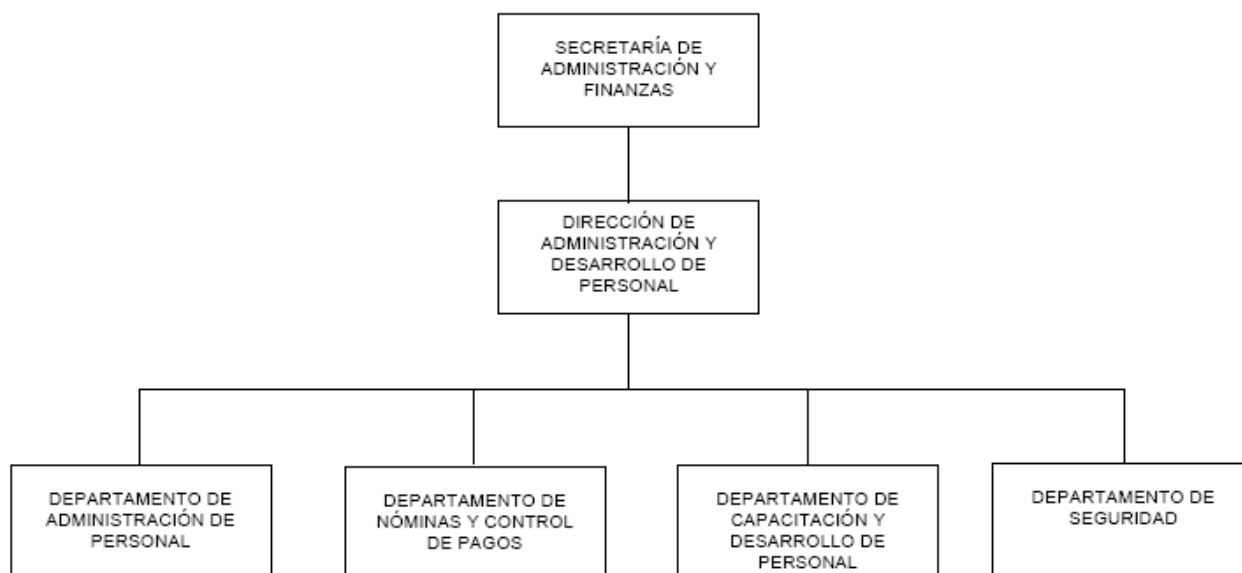 SECRETARÍA DE
ADMINISTRACIÓN Y
FINANZAS
DIRECCIÓN DE
ADMINISTRACIÓN Y
DESARROLLO DE
PERSONAL
DEPARTAMENTO DE
ADMINISTRACIÓN DE
PERSONAL
DEPARTAMENTO DE
NÓMINAS Y CONTROL
DE PAGOS
DEPARTAMENTO DE
CAPACITACIÓN Y
DESARROLLO DE
PERSONAL
DEPARTAMENTO DE
SEGURIDAD